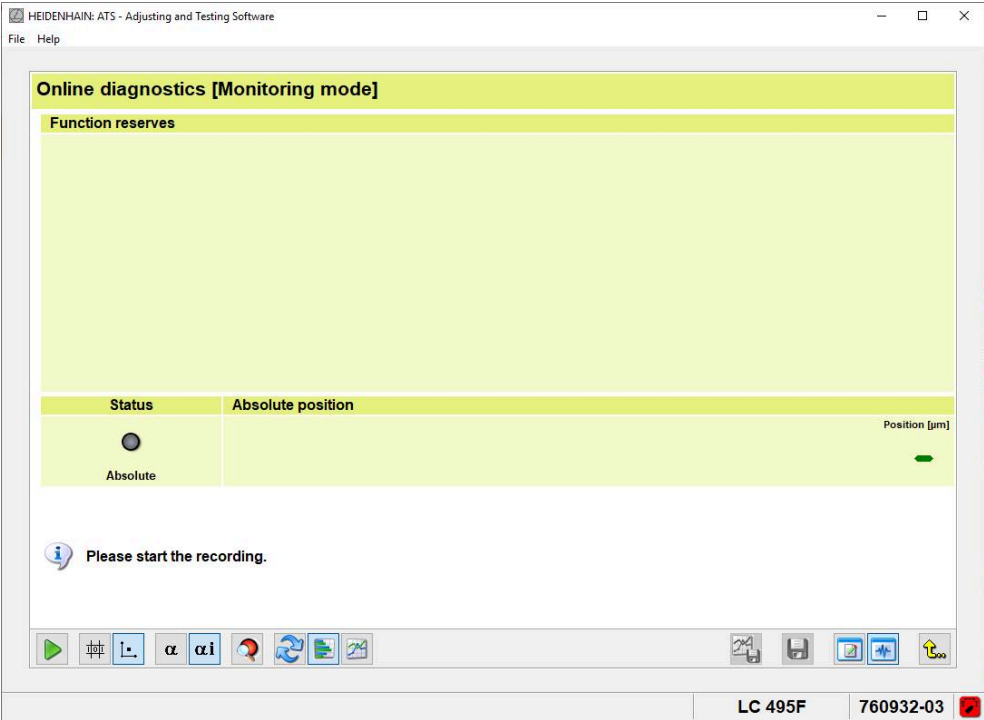 HEIDENHAIN: ATS - Adjusting and Testing Software
File Help
Online diagnostics [Monitoring mode]
Function reserves
Status Absolute position
Position [µm]
Absolute
Please start the recording.
α αi
LC 495F 760932-03